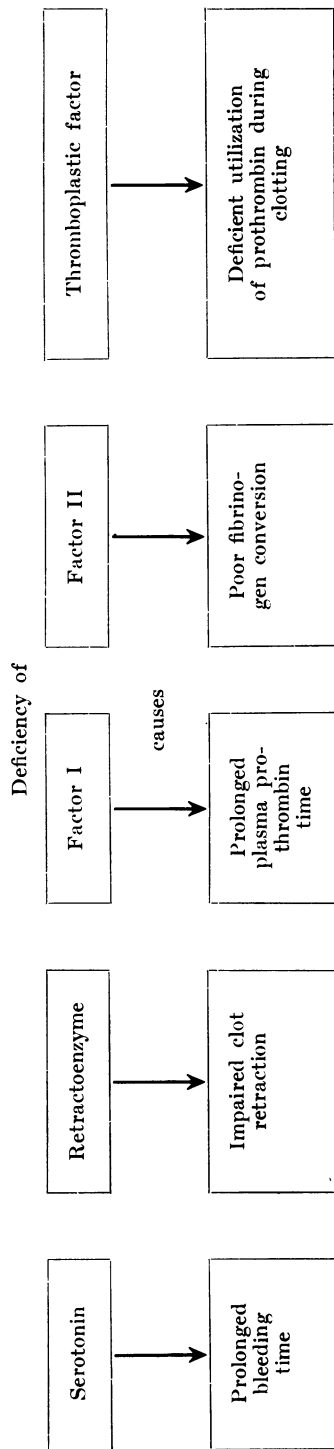 Deficiency of
Serotonin
Retractoenzyme
Factor I
Factor II
Thromboplastic factor
causes
Prolonged
bleeding
time
Impaired clot
retraction
Prolonged
plasma pro-
thrombin
time
Poor fibrino-
gen conversion
Deficient utilization
of prothrombin during
clotting